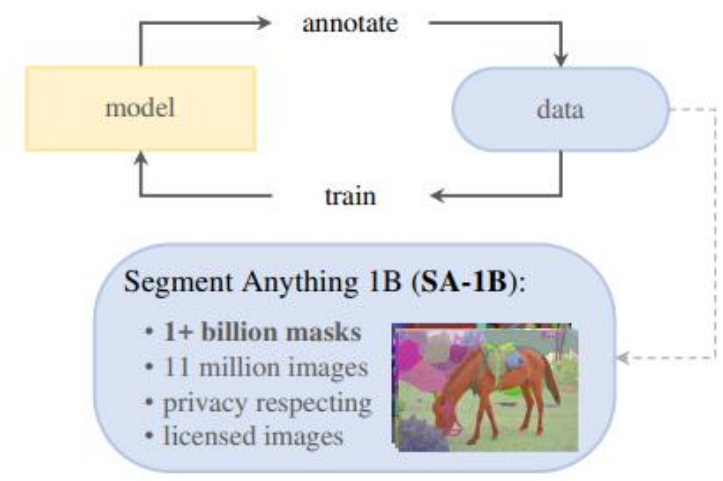 annotate
model
data
train
Segment Anything 1B (SA-1B):
• 1+ billion masks
• 11 million images
• privacy respecting
• licensed images